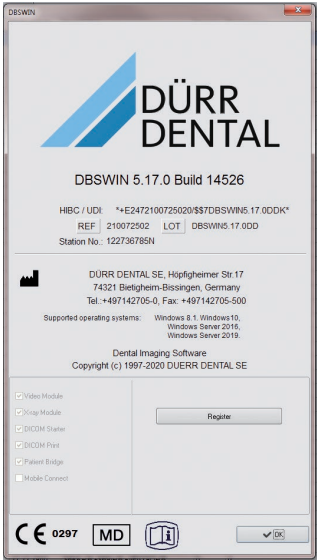 DBSWIN
DÜRR
DENTAL
DBSWIN 5.17.0 Build 14526
HIBC / UDI: *+E2472100725020/$$7DBSWIN5.17.0DDK*
REF 210072502 LOT DBSWIN5.17.0DD
Station No.: 122736785N
DÜRR DENTAL SE, Höpfigheimer Str.17
74321 Bietigheim-Bissingen, Germany
Tel.:+497142705-0, Fax: +497142705-500
Supported operating systems: Windows 8.1. Windows10,
Windows Server 2016,
Windows Server 2019.
Dental Imaging Software
Copyright (c) 1997-2020 DUERR DENTAL SE
Video Module
Xray Module
DICOM Starter
DICOM Print
Patient Bridge
Mobile Connect
Register
CE 0297 MD i
OK